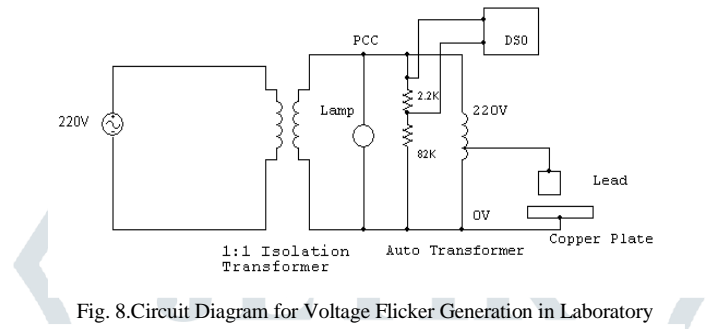 PCC
DSO
220V
Lamp
2.2K
220V
82K
Lead
0V
Copper Plate
1:1 Isolation
Transformer
Auto Transformer
Fig. 8.Circuit Diagram for Voltage Flicker Generation in Laboratory